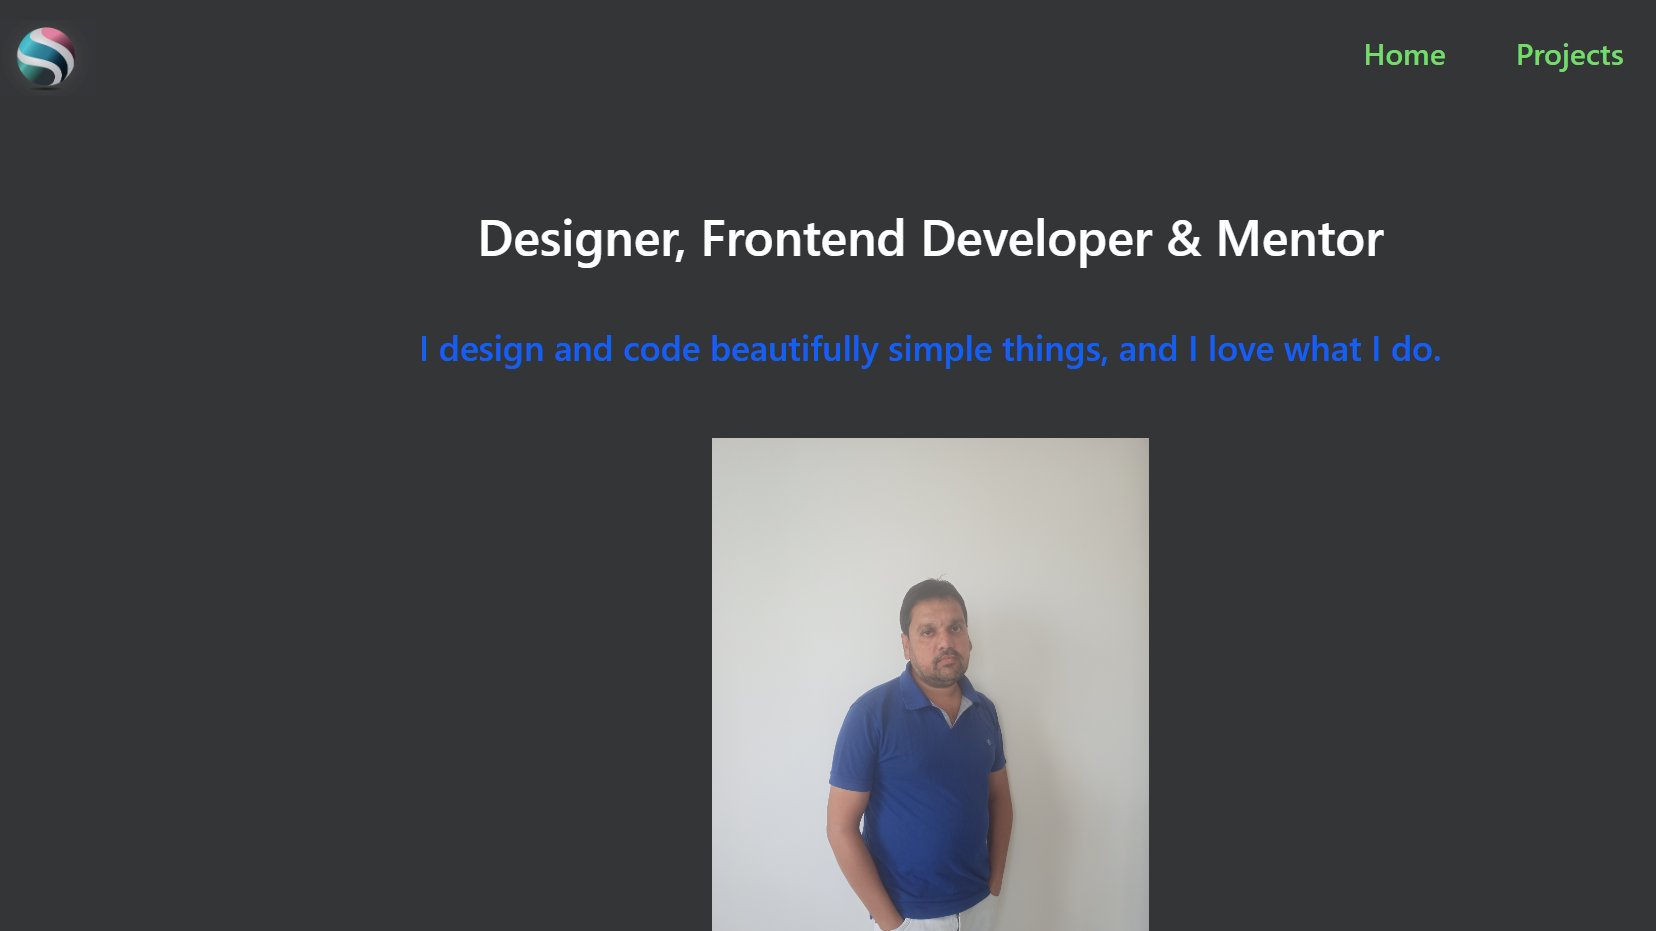 Home Projects
Designer, Frontend Developer & Mentor
I design and code beautifully simple things, and I love what I do.